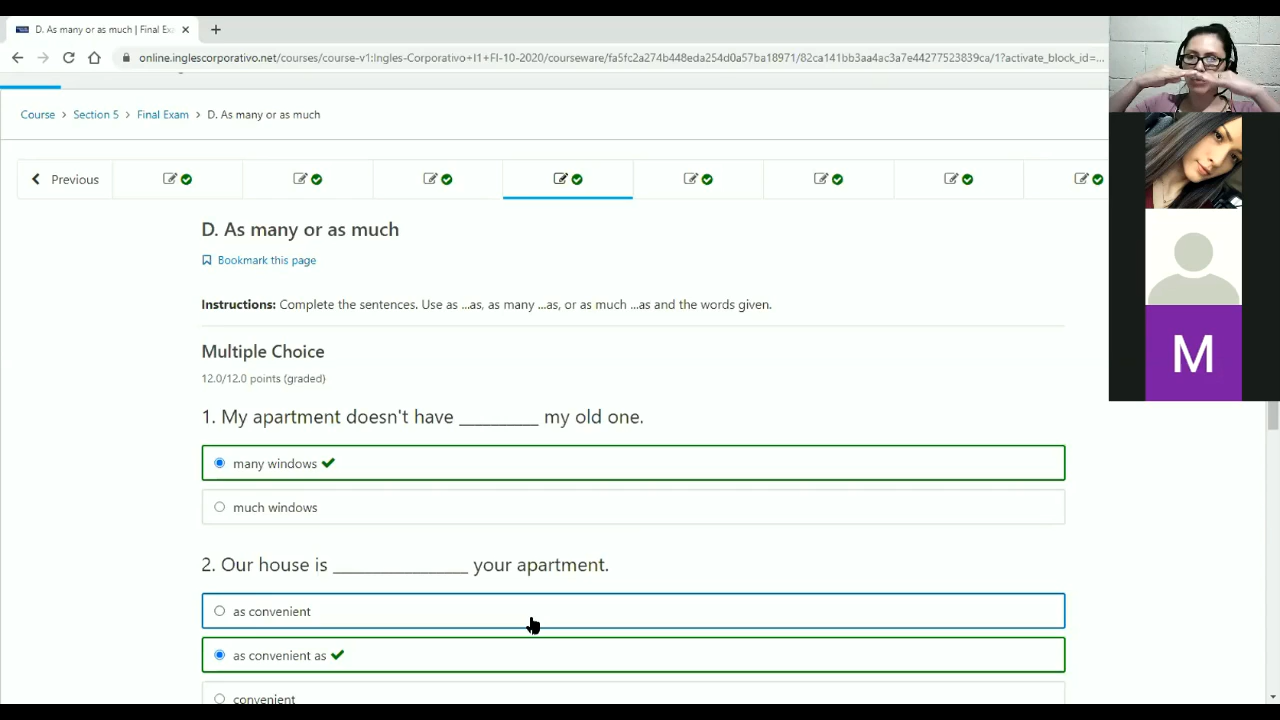 D. As many or as much | Final Exa
online.inglescorporativo.net/courses/course-v1:Ingles-Corporativo+I1+FI-10-2020/courseware/fa5fc2a274b448eda254d0a57ba18971/82ca141bb3aa4ac3a7e44277523839ca/1?activate_block_id=...
Course > Section 5 > Final Exam > D. As many or as much
Previous
D. As many or as much
Bookmark this page
Instructions: Complete the sentences. Use as ...as, as many ...as, or as much ...as and the words given.
Multiple Choice
12.0/12.0 points (graded)
1. My apartment doesn't have __________ my old one.
many windows
much windows
2. Our house is _________________ your apartment.
as convenient
as convenient as
convenient
M